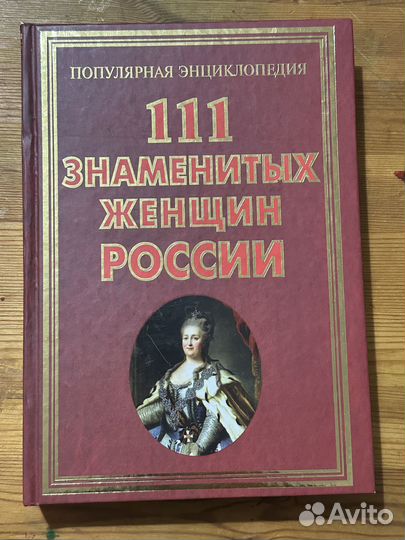 ПОПУЛЯРНАЯ ЭНЦИКЛОПЕДИЯ
111
ЗНАМЕНИТЫХ
ЖЕНЩИН
РОССИИ
Avito